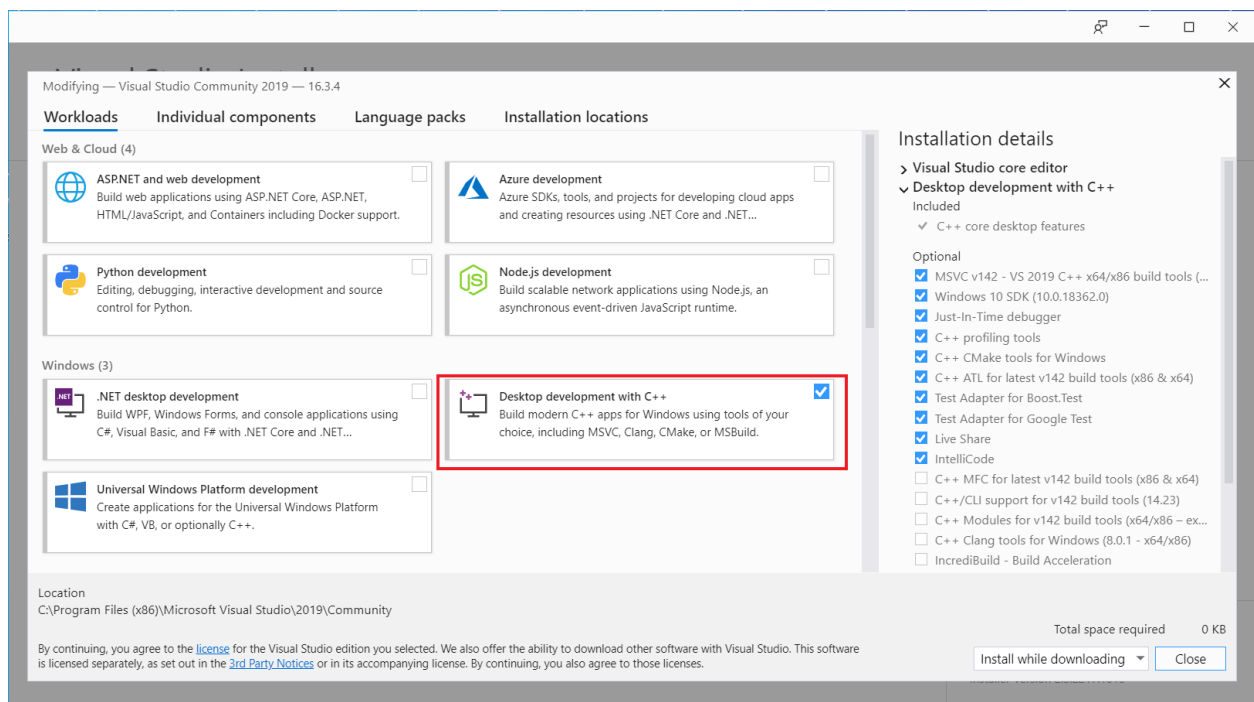 Modifying — Visual Studio Community 2019 — 16.3.4
Workloads
Individual components
Language packs
Installation locations
Web & Cloud (4)
ASP.NET and web development
Build web applications using ASP.NET Core, ASP.NET,
HTML/JavaScript, and Containers including Docker support.
Azure development
Azure SDKs, tools, and projects for developing cloud apps
and creating resources using .NET Core and .NET...
Python development
Editing, debugging, interactive development and source
control for Python.
JS
Node.js development
Build scalable network applications using Node.js, an
asynchronous event-driven JavaScript runtime.
Windows (3)
.NET
.NET desktop development
Build WPF, Windows Forms, and console applications using
C#, Visual Basic, and F# with .NET Core and .NET...
Desktop development with C++
Build modern C++ apps for Windows using tools of your
choice, including MSVC, Clang, CMake, or MSBuild.
Universal Windows Platform development
Create applications for the Universal Windows Platform
with C#, VB, or optionally C++.
Installation details
Visual Studio core editor
Desktop development with C++
Included
C++ core desktop features
Optional
MSVC v142 - VS 2019 C++ x64/x86 build tools (...
Windows 10 SDK (10.0.18362.0)
Just-In-Time debugger
C++ profiling tools
C++ CMake tools for Windows
C++ ATL for latest v142 build tools (x86 & x64)
Test Adapter for Boost.Test
Test Adapter for Google Test
Live Share
IntelliCode
C++ MFC for latest v142 build tools (x86 & x64)
C++/CLI support for v142 build tools (14.23)
C++ Modules for v142 build tools (x64/x86 – ex...
C++ Clang tools for Windows (8.0.1 - x64/x86)
IncrediBuild - Build Acceleration
Location
C:\Program Files (x86)\Microsoft Visual Studio\2019\Community
Total space required 0 KB
By continuing, you agree to the license for the Visual Studio edition you selected. We also offer the ability to download other software with Visual Studio. This software
is licensed separately, as set out in the 3rd Party Notices or in its accompanying license. By continuing, you also agree to those licenses.
Install while downloading
Close